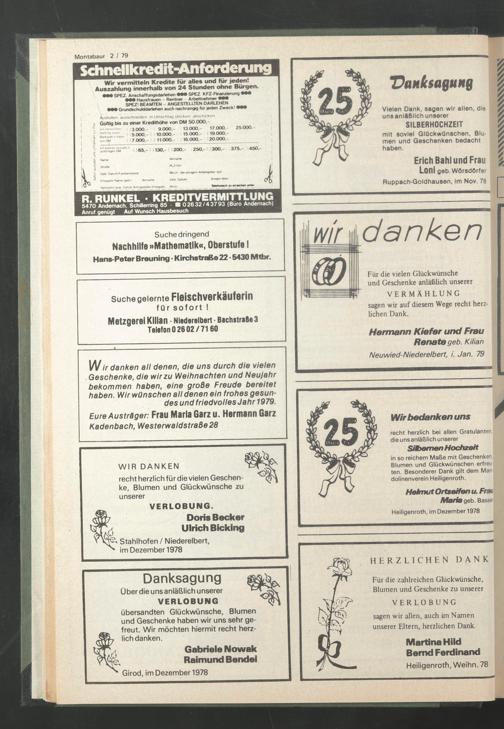 Montabaur 2 / 79
Schnellkredit-Anforderung
Wir vermitteln Kredite für alles und für jeden!
Auszahlung innerhalb von 24 Stunden ohne Bürgen.
SPEZ. Anschaffungsdarlehen SPEZ. KFZ-Finanzierung
Hausfrauen - Rentner - Arbeitnehmer
SPEZ. BEAMTEN - ANGESTELLTEN-DARLEHEN
Grundschulddarlehen auch nachrangig für jeden Zweck!
Gültig bis zu einer Kredithöhe von DM 50.000,-
3.000,- 9.000,- 13.000,- 17.000,- 25.000,-
5.000,- 10.000,- 15.000,- 19.000,-
7.000,- 11.000,- 16.000,- 20.000,-
65,- 130,- 200,- 250,- 300,- 375,- 450,-
R. RUNKEL · KREDITVERMITTLUNG
5470 Andernach, Schillerring 65 · ☎ 02632/43793 (Büro Andernach)
Anruf genügt Auf Wunsch Hausbesuch
Suche dringend
Nachhilfe »Mathematik«, Oberstufe!
Hans-Peter Breuning · Kirchstraße 22 · 5430 Mtbr.
Suche gelernte Fleischverkäuferin
für sofort!
Metzgerei Kilian · Niederelbert · Bachstraße 3
Telefon 0 26 02 / 71 60
Wir danken all denen, die uns durch die vielen
Geschenke, die wir zu Weihnachten und Neujahr
bekommen haben, eine große Freude bereitet
haben. Wir wünschen all denen ein frohes gesun-
des und friedvolles Jahr 1979.
Eure Austräger: Frau Maria Garz u. Hermann Garz
Kadenbach, Westerwaldstraße 28
WIR DANKEN
recht herzlich für die vielen Geschen-
ke, Blumen und Glückwünsche zu
unserer
VERLOBUNG.
Doris Becker
Ulrich Bicking
Stahlhofen / Niederelbert,
im Dezember 1978
Danksagung
Über die uns anläßlich unserer
VERLOBUNG
übersandten Glückwünsche, Blumen
und Geschenke haben wir uns sehr ge-
freut. Wir möchten hiermit recht herz-
lich danken.
Gabriele Nowak
Raimund Bendel
Girod, im Dezember 1978
25
Danksagung
Vielen Dank, sagen wir allen, die
uns anläßlich unserer
SILBERHOCHZEIT
mit soviel Glückwünschen, Blu-
men und Geschenken bedacht
haben.
Erich Bahl und Frau
Loni geb. Wörsdörfer
Ruppach-Goldhausen, im Nov. 78
wir danken
Für die vielen Glückwünsche
und Geschenke anläßlich unserer
VERMÄHLUNG
sagen wir auf diesem Wege recht herz-
lichen Dank.
Hermann Kiefer und Frau
Renate geb. Kilian
Neuwied-Niederelbert, i. Jan. 79
25
Wir bedanken uns
recht herzlich bei allen Gratulanten,
die uns anläßlich unserer
Silbernen Hochzeit
in so reichem Maße mit Geschenken,
Blumen und Glückwünschen erfreu-
ten. Besonderer Dank gilt dem Man-
dolinenverein Heiligenroth.
Helmut Ortseifen u. Frau
Maria geb.
Heiligenroth, im Dezember 1978
HERZLICHEN DANK
Für die zahlreichen Glückwünsche,
Blumen und Geschenke zu unserer
VERLOBUNG
sagen wir allen, auch im Namen
unserer Eltern, herzlichen Dank.
Martina Hild
Bernd Ferdinand
Heiligenroth, Weihn. 78